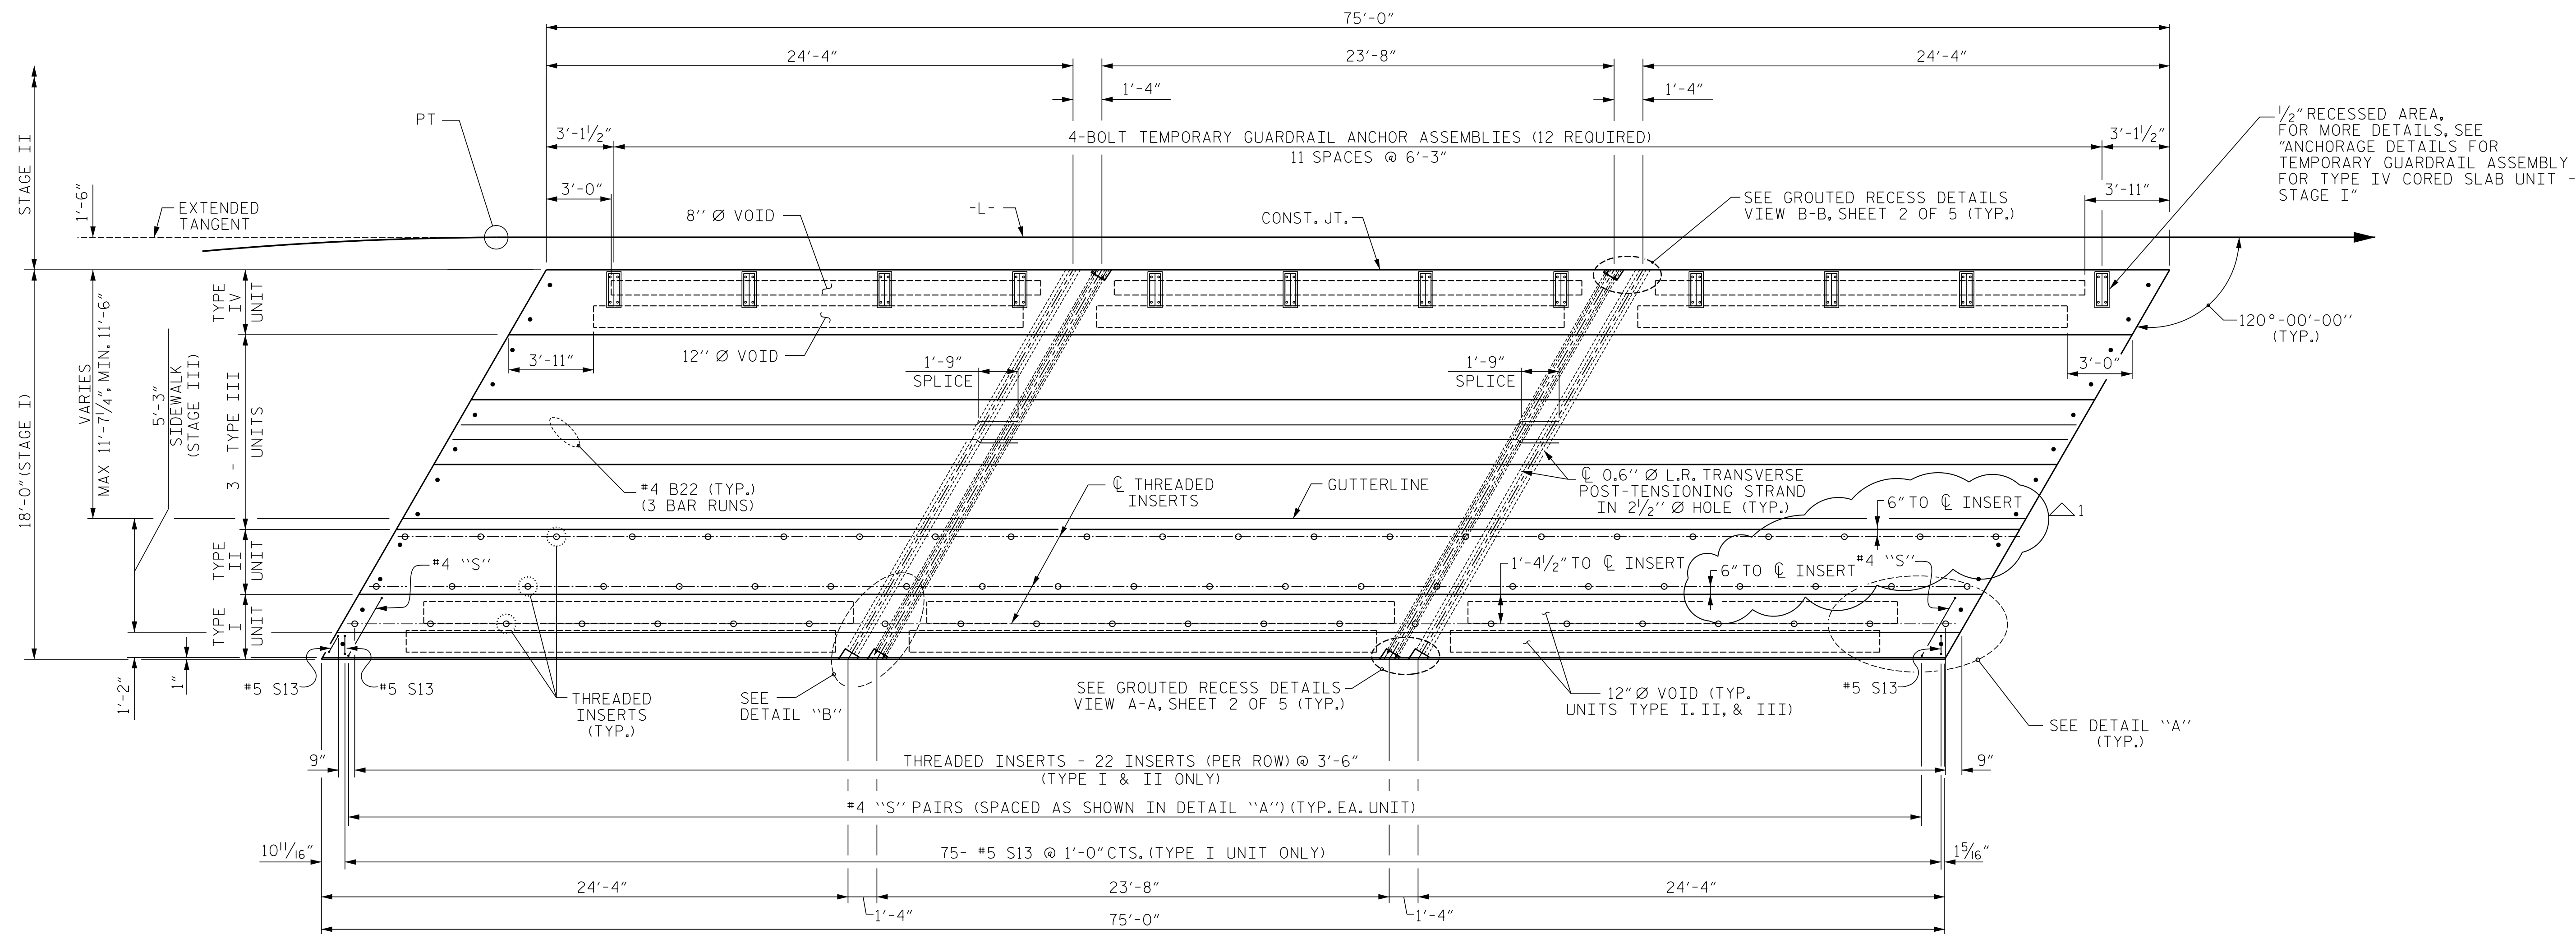 75'-0"
24'-4"
23'-8"
24'-4"
1'-4"
1'-4"
PT
3'-1½"
4-BOLT TEMPORARY GUARDRAIL ANCHOR ASSEMBLIES (12 REQUIRED)
11 SPACES @ 6'-3"
3'-1½"
½" RECESSED AREA,
FOR MORE DETAILS, SEE
"ANCHORAGE DETAILS FOR
TEMPORARY GUARDRAIL ASSEMBLY
FOR TYPE IV CORED SLAB UNIT -
STAGE I"
STAGE II
1'-6"
EXTENDED
TANGENT
3'-0"
8'' Ø VOID
-L-
CONST. JT.
SEE GROUTED RECESS DETAILS
VIEW B-B, SHEET 2 OF 5 (TYP.)
3'-11"
120°-00'-00''
(TYP.)
18'-0" (STAGE I)
VARIES
MAX 11'-7¼", MIN. 11'-6"
5'-3"
SIDEWALK
(STAGE III)
TYPE
IV
UNIT
3 - TYPE III
UNITS
TYPE
II
UNIT
TYPE
I
UNIT
3'-11"
12'' Ø VOID
1'-9"
SPLICE
1'-9"
SPLICE
3'-0"
#4 B22 (TYP.)
(3 BAR RUNS)
℄ THREADED
INSERTS
GUTTERLINE
℄ 0.6'' Ø L.R. TRANSVERSE
POST-TENSIONING STRAND
IN 2½'' Ø HOLE (TYP.)
6" TO ℄ INSERT
1
#4 ``S''
1'-4½" TO ℄ INSERT
6" TO ℄ INSERT
#4 ``S''
1'-2"
1"
#5 S13
#5 S13
THREADED
INSERTS
(TYP.)
SEE
DETAIL ``B''
SEE GROUTED RECESS DETAILS
VIEW A-A, SHEET 2 OF 5 (TYP.)
12" Ø VOID (TYP.
UNITS TYPE I. II, & III)
#5 S13
SEE DETAIL ``A''
(TYP.)
9"
THREADED INSERTS - 22 INSERTS (PER ROW) @ 3'-6"
(TYPE I & II ONLY)
9"
#4 ``S'' PAIRS (SPACED AS SHOWN IN DETAIL ``A'') (TYP. EA. UNIT)
10 11/16"
75- #5 S13 @ 1'-0" CTS. (TYPE I UNIT ONLY)
1 5/16"
24'-4"
23'-8"
24'-4"
1'-4"
1'-4"
75'-0"